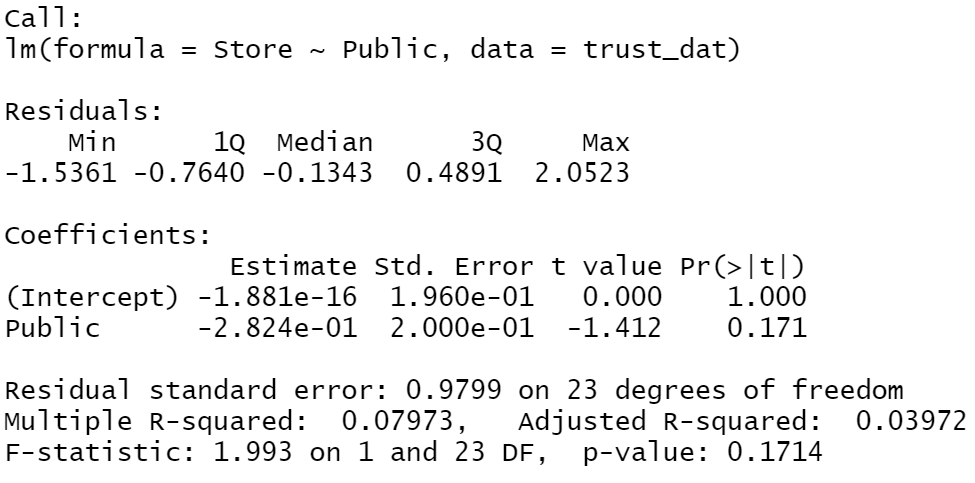 Call:
lm(formula = Store ~ Public, data = trust_dat)
Residuals:
    Min      1Q  Median      3Q     Max
-1.5361 -0.7640 -0.1343  0.4891  2.0523
Coefficients:
              Estimate Std. Error t value Pr(>|t|)
(Intercept) -1.881e-16  1.960e-01   0.000    1.000
Public      -2.824e-01  2.000e-01  -1.412    0.171
Residual standard error: 0.9799 on 23 degrees of freedom
Multiple R-squared:  0.07973,   Adjusted R-squared:  0.03972
F-statistic: 1.993 on 1 and 23 DF,  p-value: 0.1714